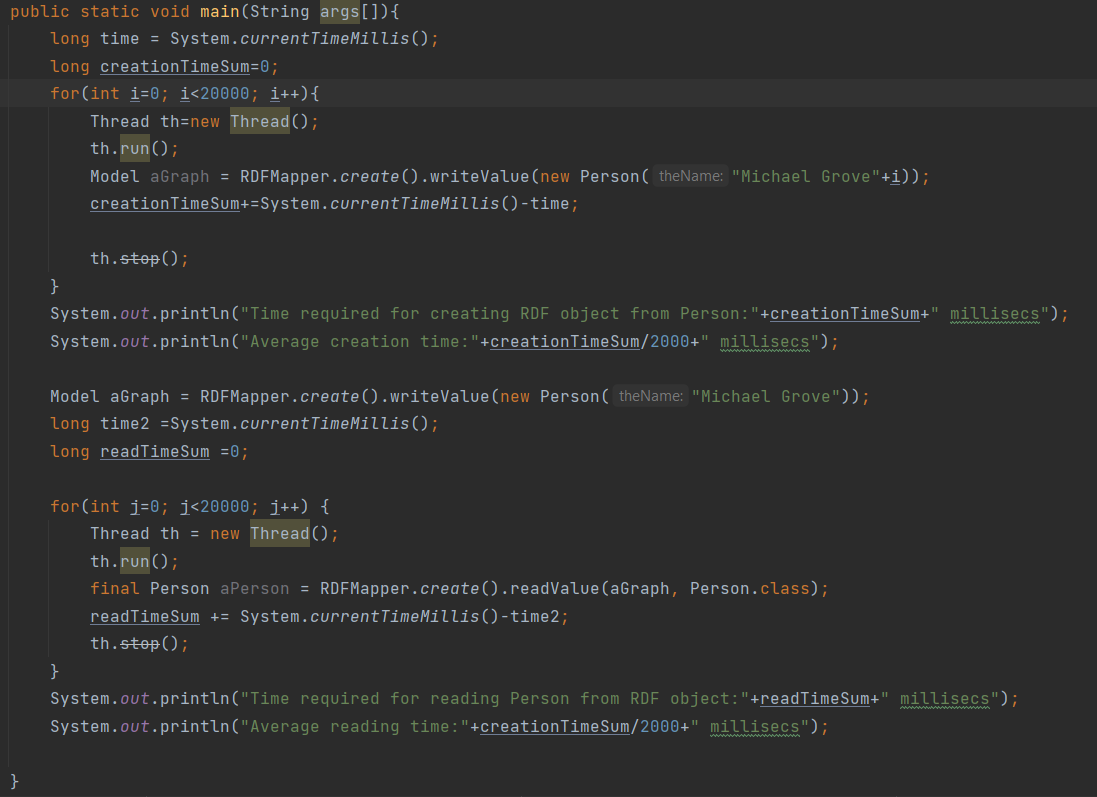 public static void main(String args[]){
long time = System.currentTimeMillis();
long creationTimeSum=0;
for(int i=0; i<20000; i++){
Thread th=new Thread();
th.run();
Model aGraph = RDFMapper.create().writeValue(new Person( theName: "Michael Grove"+i));
creationTimeSum+=System.currentTimeMillis()-time;
th.stop();
}
System.out.println("Time required for creating RDF object from Person:"+creationTimeSum+" millisecs");
System.out.println("Average creation time:"+creationTimeSum/2000+" millisecs");
Model aGraph = RDFMapper.create().writeValue(new Person( theName: "Michael Grove"));
long time2 =System.currentTimeMillis();
long readTimeSum =0;
for(int j=0; j<20000; j++) {
Thread th = new Thread();
th.run();
final Person aPerson = RDFMapper.create().readValue(aGraph, Person.class);
readTimeSum += System.currentTimeMillis()-time2;
th.stop();
}
System.out.println("Time required for reading Person from RDF object:"+readTimeSum+" millisecs");
System.out.println("Average reading time:"+creationTimeSum/2000+" millisecs");
}